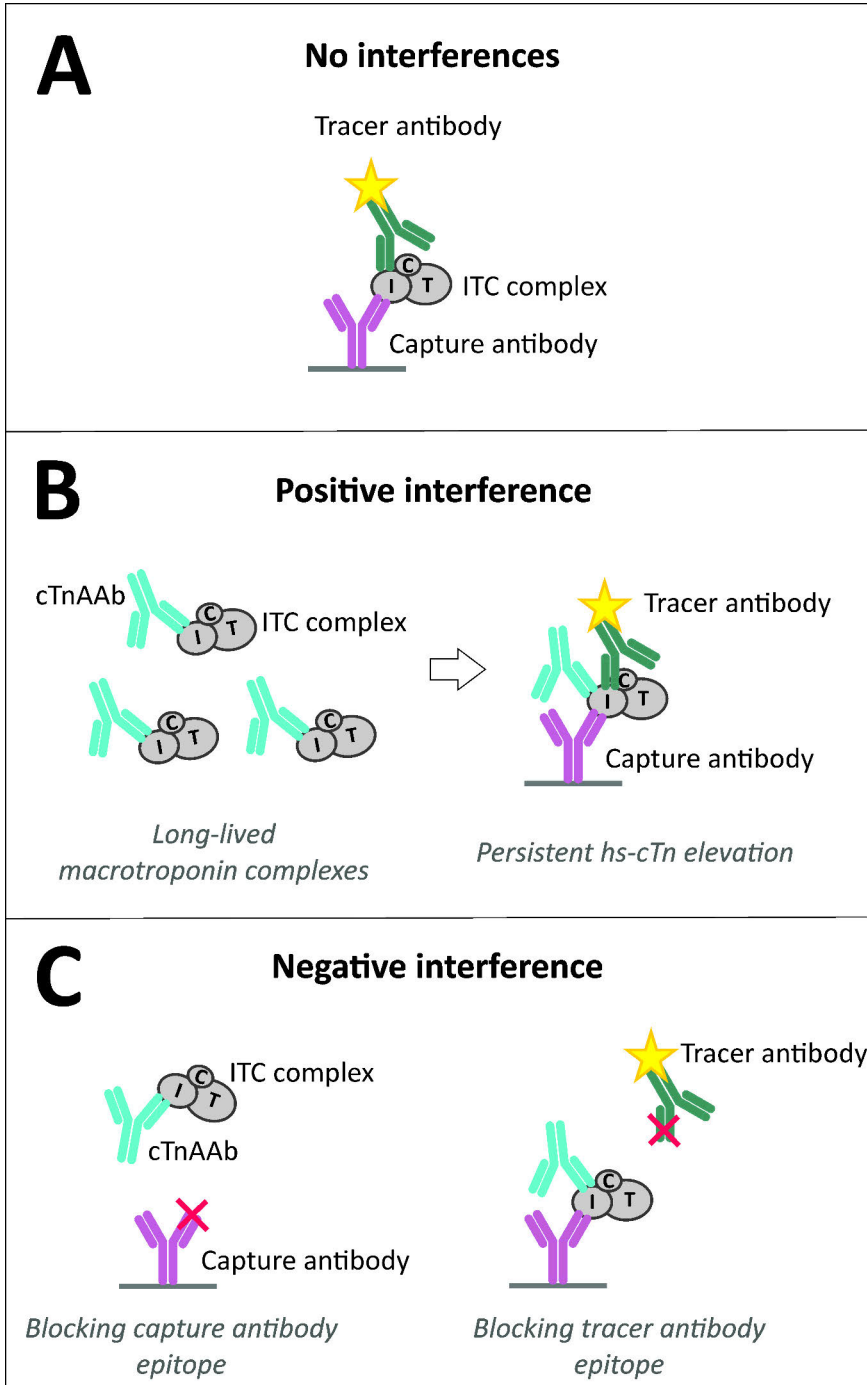 A
No interferences
Tracer antibody
C
I
T
ITC complex
Capture antibody
B
Positive interference
cTnAAb
C
I
T
ITC complex
C
I
T
C
I
T
Long-lived
macrotroponin complexes
Tracer antibody
C
I
T
Capture antibody
Persistent hs-cTn elevation
C
Negative interference
C
I
T
ITC complex
cTnAAb
Capture antibody
Blocking capture antibody
epitope
Tracer antibody
C
I
T
Blocking tracer antibody
epitope